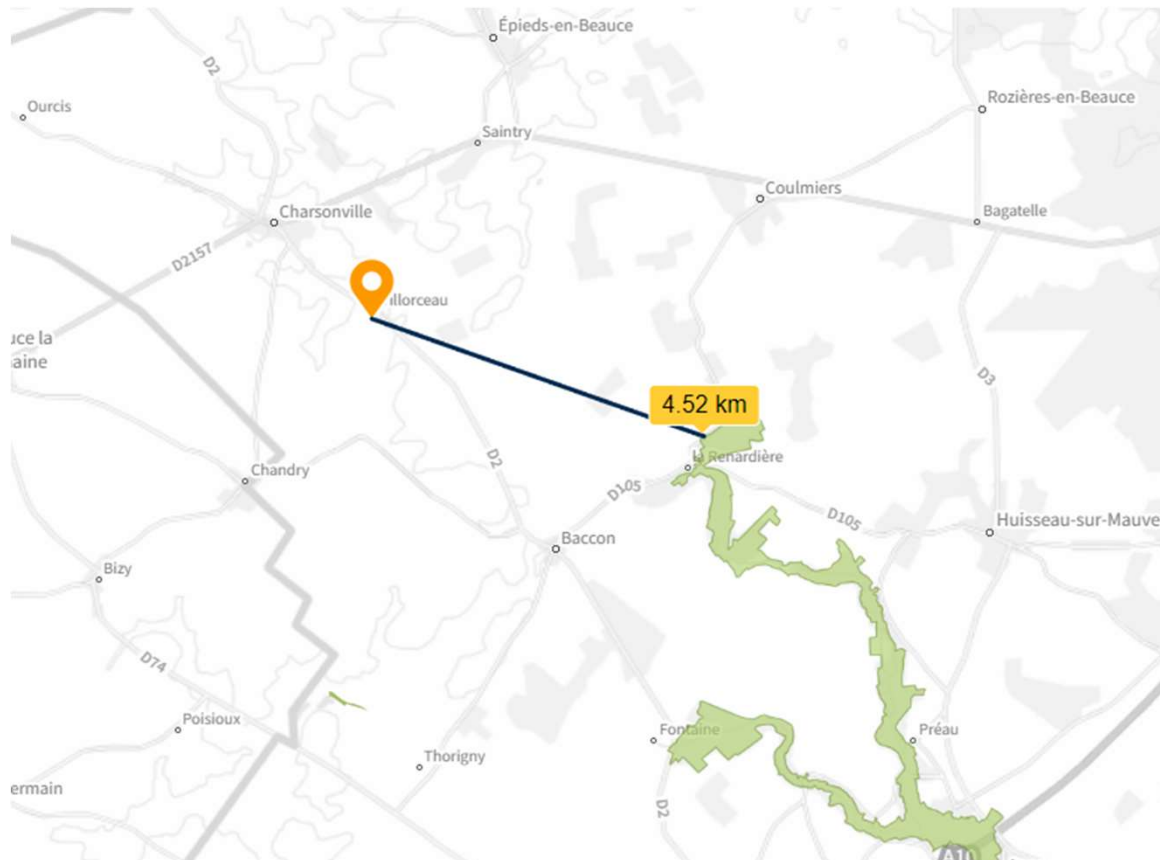 Épieds-en-Beauce
D2
Ourcis
Rozières-en-Beauce
Saintry
Coulmiers
Charsonville
Bagatelle
D2157
illorceau
uce la
aine
D3
4.52 km
la Renardière
D2
Chandry
D105
D105
Huisseau-sur-Mauve
Baccon
Bizy
D74
Poisioux
Fontaine
Préau
Thorigny
ermain
D2
A10